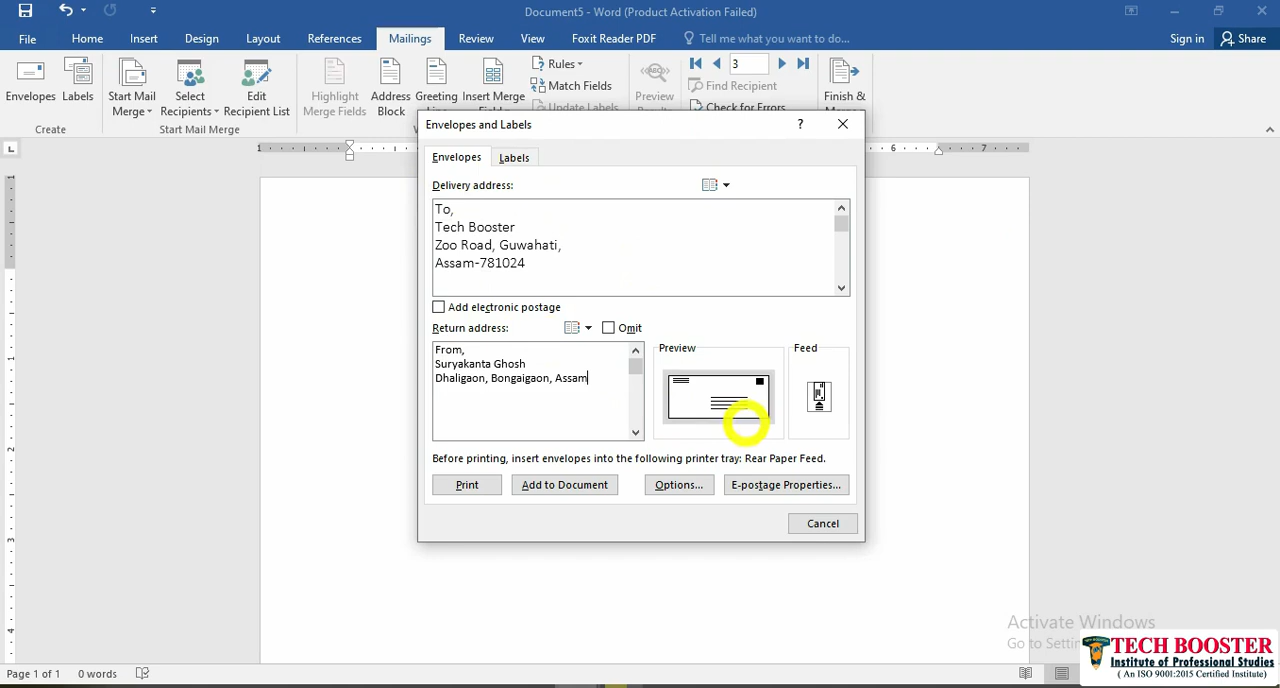 Document5 - Word (Product Activation Failed)
File Home Insert Design Layout References Mailings Review View Foxit Reader PDF Tell me what you want to do... Sign in Share
Envelopes Labels Start Mail Merge Select Recipients Edit Recipient List Highlight Merge Fields Address Block Greeting Insert Merge Rules Match Fields Update Labels Preview 3 Find Recipient Check for Errors Finish &
Create Start Mail Merge
Envelopes and Labels ?
Envelopes Labels
Delivery address:
To,
Tech Booster
Zoo Road, Guwahati,
Assam-781024
Add electronic postage
Return address: Omit
From,
Suryakanta Ghosh
Dhaligaon, Bongaigaon, Assam
Preview Feed
Before printing, insert envelopes into the following printer tray: Rear Paper Feed.
Print Add to Document Options... E-postage Properties...
Cancel
Activate Windows
Go to
TECH BOOSTER
Institute of Professional Studies
( An ISO 9001:2015 Certified Institute)
Page 1 of 1 0 words